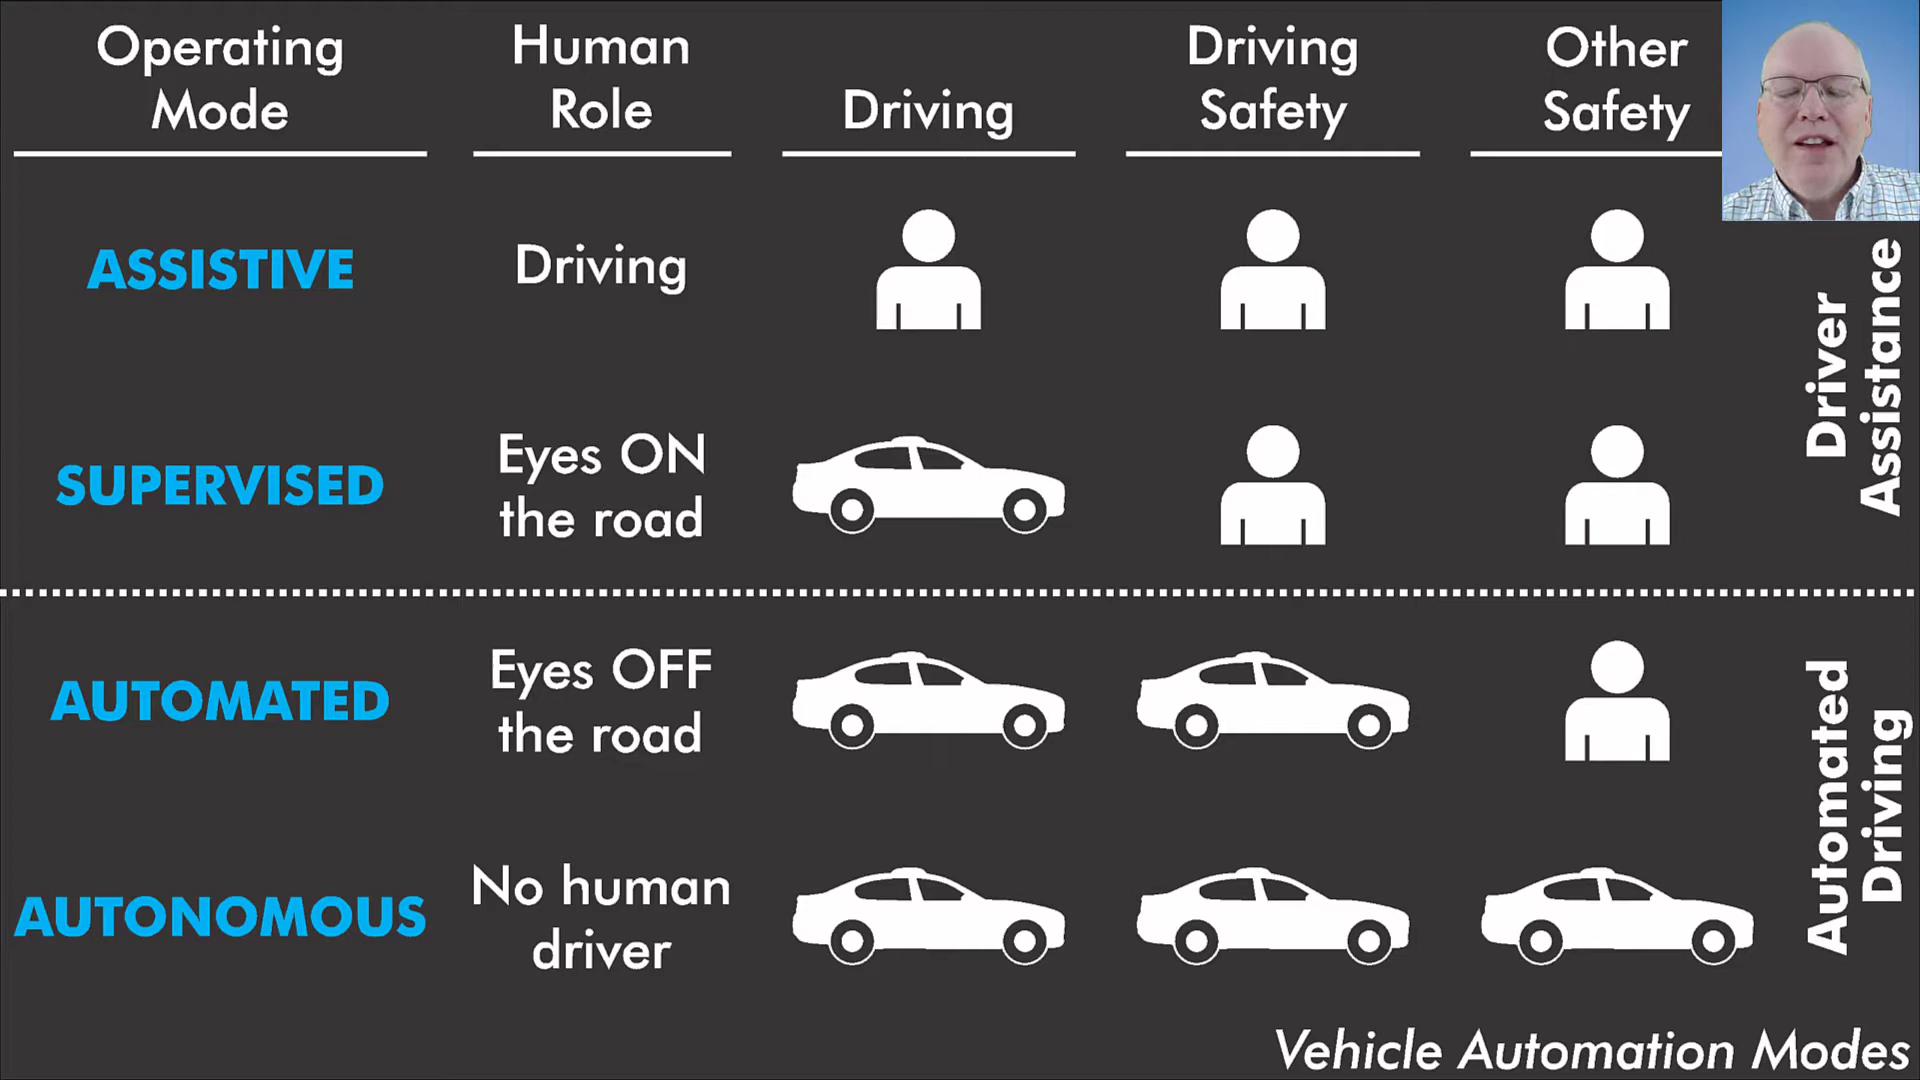 Operating
Mode
Human
Role
Driving
Driving
Safety
Other
Safety
ASSISTIVE
Driving
SUPERVISED
Eyes ON
the road
Driver
Assistance
AUTOMATED
Eyes OFF
the road
AUTONOMOUS
No human
driver
Automated
Driving
Vehicle Automation Modes